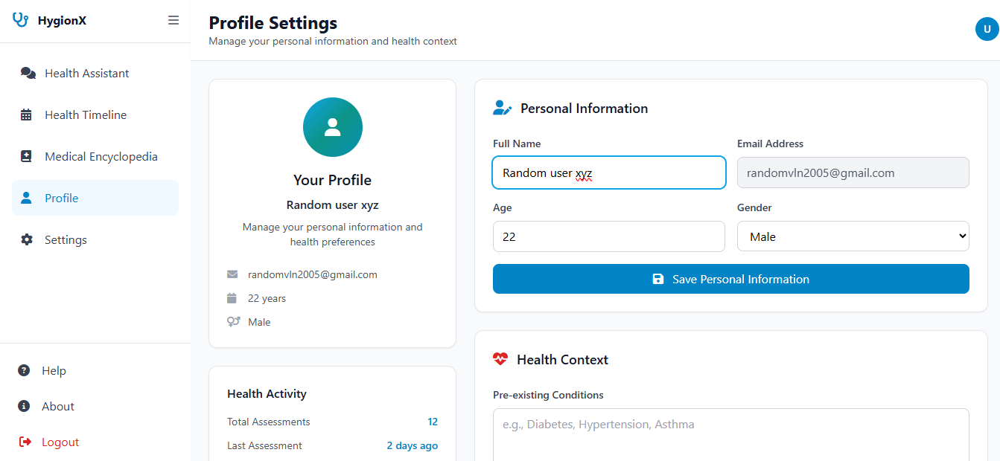 HygionX
Health Assistant
Health Timeline
Medical Encyclopedia
Profile
Settings
Help
About
Logout
Profile Settings
Manage your personal information and health context
U
Your Profile
Random user xyz
Manage your personal information and
health preferences
randomvln2005@gmail.com
22 years
Male
Health Activity
Total Assessments 12
Last Assessment 2 days ago
Personal Information
Full Name Email Address
Random user xyz randomvln2005@gmail.com
Age Gender
22 Male
Save Personal Information
Health Context
Pre-existing Conditions
e.g., Diabetes, Hypertension, Asthma